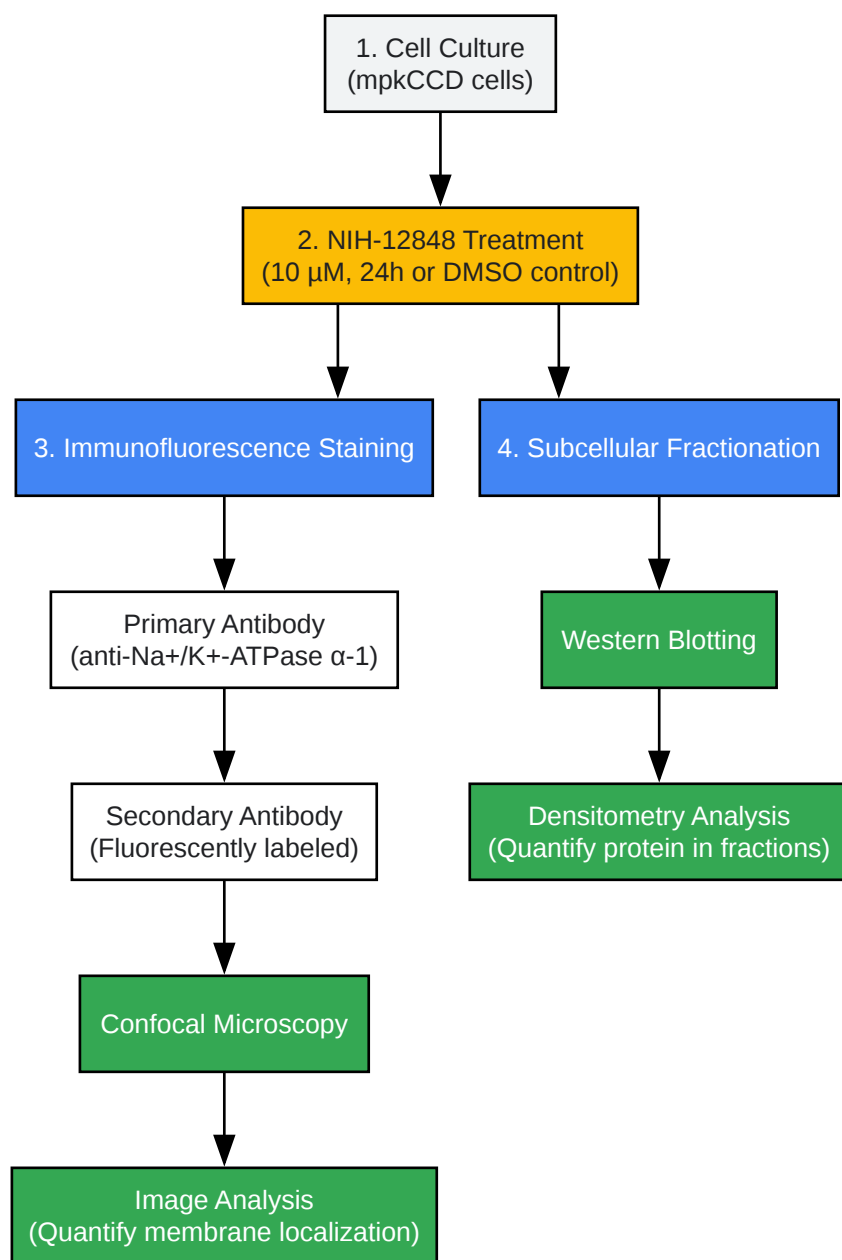 1. Cell Culture
(mpkCCD cells)
2. NIH-12848 Treatment
(10 µM, 24h or DMSO control)
3. Immunofluorescence Staining
4. Subcellular Fractionation
Primary Antibody
(anti-Na+/K+-ATPase α-1)
Western Blotting
Secondary Antibody
(Fluorescently labeled)
Densitometry Analysis
(Quantify protein in fractions)
Confocal Microscopy
Image Analysis
(Quantify membrane localization)